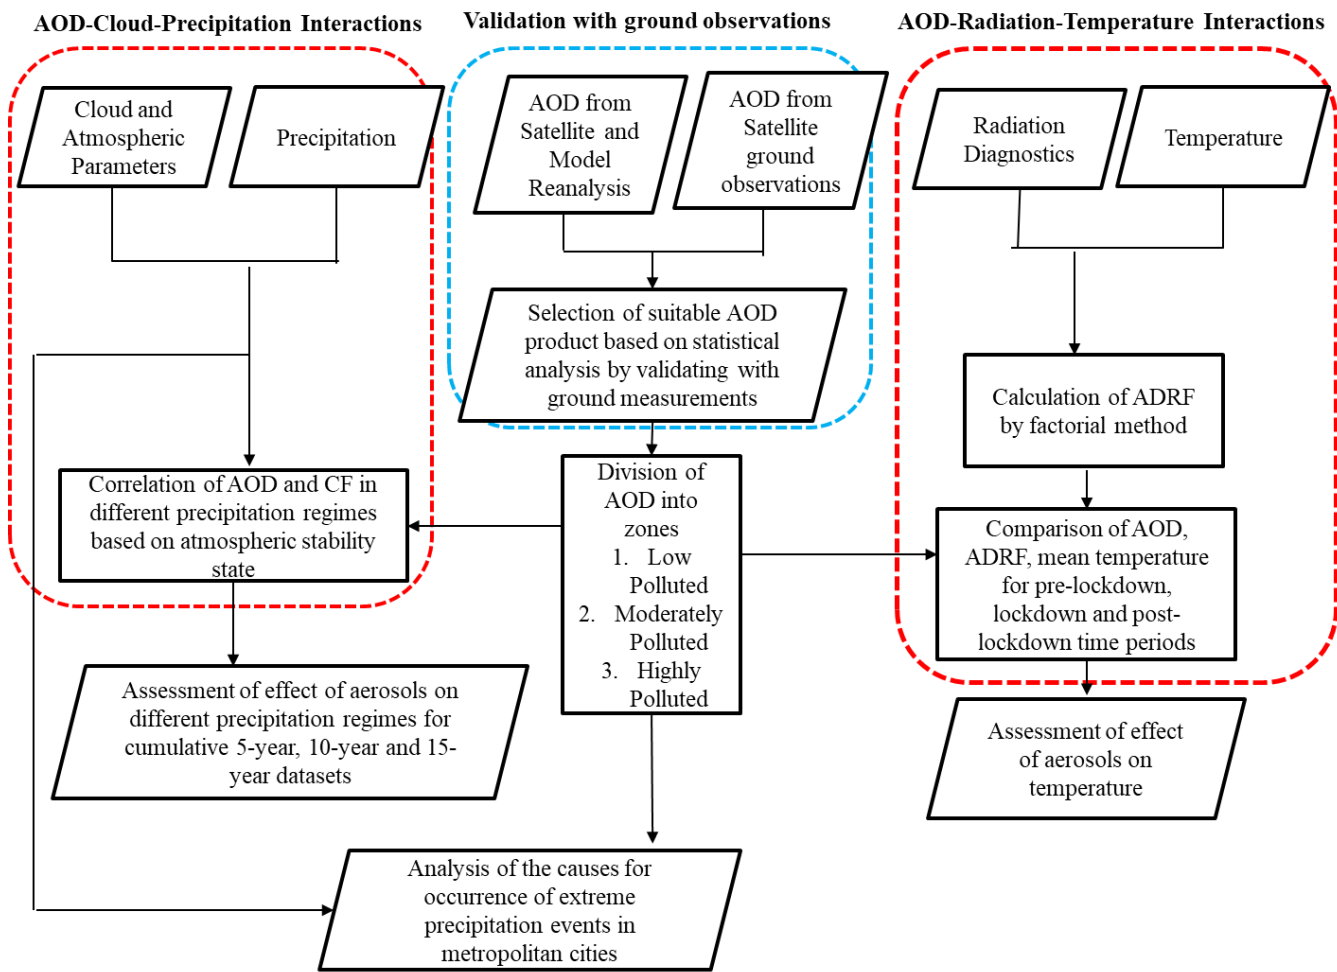 AOD-Cloud-Precipitation Interactions
Validation with ground observations
AOD-Radiation-Temperature Interactions
Cloud and
Atmospheric
Parameters
Precipitation
AOD from
Satellite and
Model
Reanalysis
AOD from
Satellite
ground
observations
Radiation
Diagnostics
Temperature
Selection of suitable AOD
product based on statistical
analysis by validating with
ground measurements
Calculation of ADRF
by factorial method
Correlation of AOD and CF in
different precipitation regimes
based on atmospheric stability
state
Division of
AOD into
zones
1. Low
Polluted
2. Moderately
Polluted
3. Highly
Polluted
Comparison of AOD,
ADRF, mean temperature
for pre-lockdown,
lockdown and post-
lockdown time periods
Assessment of effect of aerosols on
different precipitation regimes for
cumulative 5-year, 10-year and 15-
year datasets
Assessment of effect
of aerosols on
temperature
Analysis of the causes for
occurrence of extreme
precipitation events in
metropolitan cities